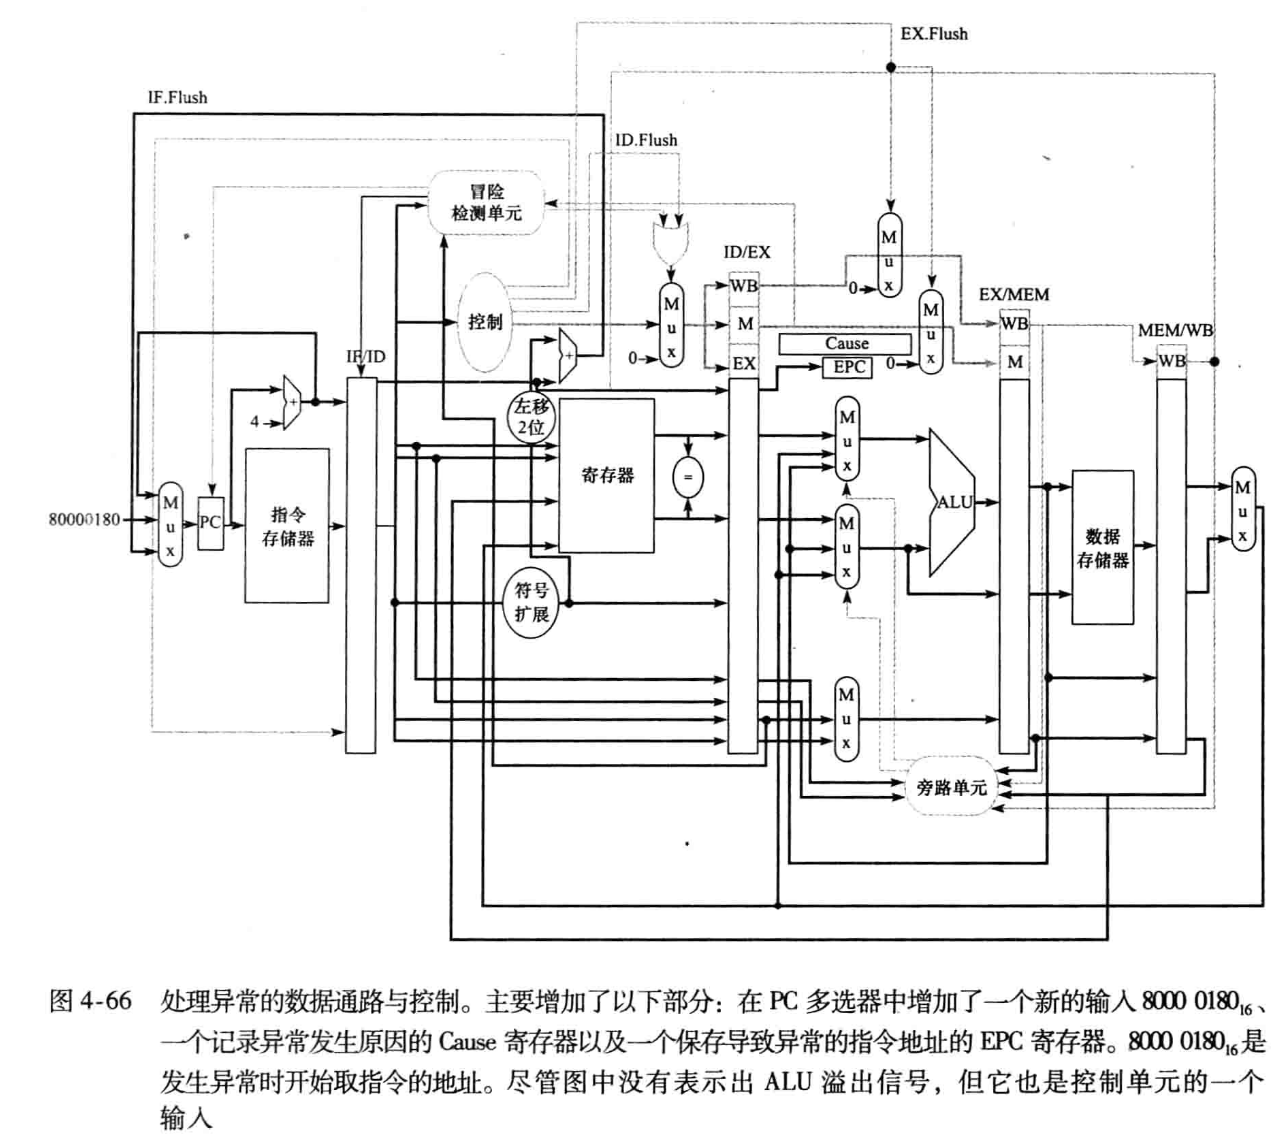 EX.Flush
IF.Flush
ID.Flush
冒险
检测单元
ID/EX
M
u
x
WB
0
EX/MEM
控制
M
u
x
M
M
u
x
WB
MEM/WB
IF/ID
+
0
EX
Cause
EPC
0
M
WB
+
4
左移
2位
M
u
x
寄存器
=
ALU
M
u
x
80000180
M
u
x
PC
指令
存储器
M
u
x
数据
存储器
符号
扩展
M
u
x
旁路单元
图 4-66 处理异常的数据通路与控制。主要增加了以下部分：在 PC 多选器中增加了一个新的输入 8000 0180₁₆、
一个记录异常发生原因的 Cause 寄存器以及一个保存导致异常的指令地址的 EPC 寄存器。8000 0180₁₆是
发生异常时开始取指令的地址。尽管图中没有表示出 ALU 溢出信号，但它也是控制单元的一个
输入